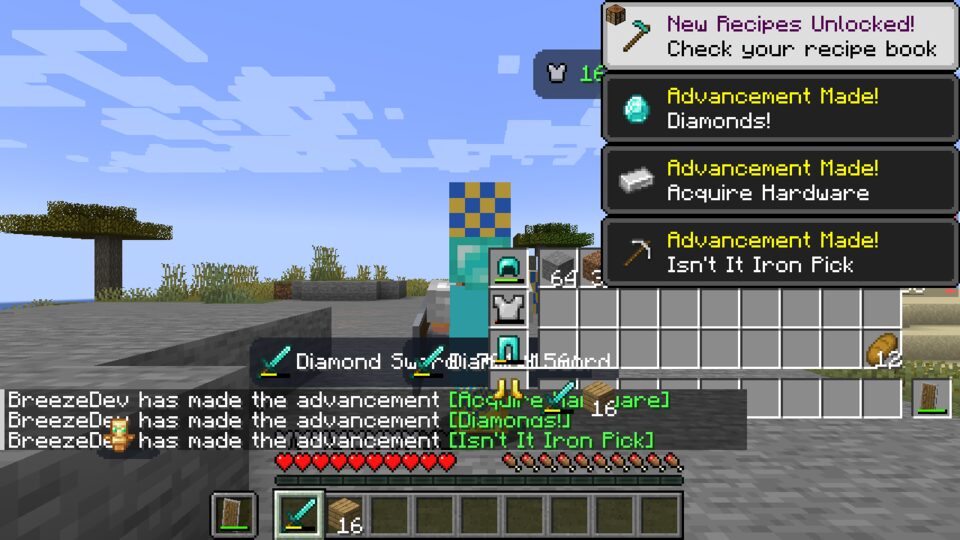 New Recipes Unlocked!
Check your recipe book
16
Advancement Made!
Diamonds!
Advancement Made!
Acquire Hardware
Advancement Made!
Isn't It Iron Pick
64
12
Diamond
BreezeDev has made the advancement [Acquire Hardware]
16
BreezeDev has made the advancement [Diamonds!]
BreezeDev has made the advancement [Isn't It Iron Pick]
16